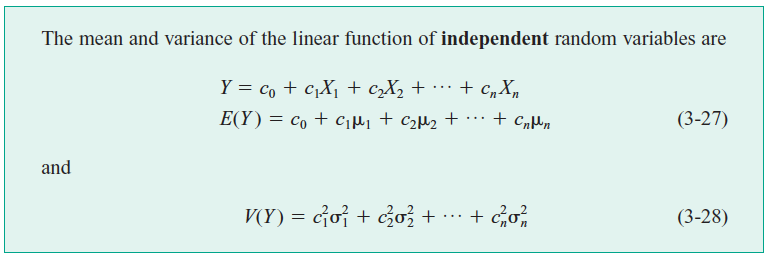 The mean and variance of the linear function of independent random variables are
Y = c₀ + c₁X₁ + c₂X₂ + ··· + cₙXₙ
E(Y) = c₀ + c₁μ₁ + c₂μ₂ + ··· + cₙμₙ (3-27)
and
V(Y) = c₁²σ₁² + c₂²σ₂² + ··· + cₙ²σₙ² (3-28)